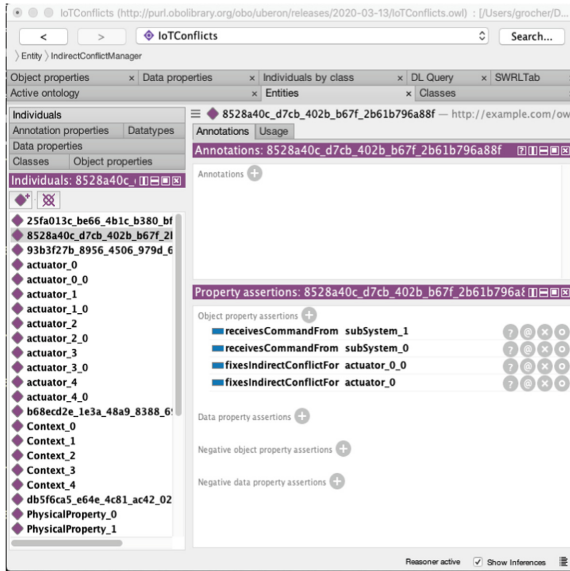 IoTConflicts (http://purl.obolibrary.org/obo/uberon/releases/2020-03-13/IoTConflicts.owl) : [/Users/grocher/D...
< > IoTConflicts Search...
Entity IndirectConflictManager
Object properties × Data properties × Individuals by class × DL Query × SWRLTab
Active ontology × Entities × Classes
Individuals
Annotation properties Datatypes
Data properties
Classes Object properties
Individuals: 8528a40c_
25fa013c_be66_4b1c_b380_bf
8528a40c_d7cb_402b_b67f_2
93b3f27b_8956_4506_979d_6
actuator_0
actuator_0_0
actuator_1
actuator_1_0
actuator_2
actuator_2_0
actuator_3
actuator_3_0
actuator_4
actuator_4_0
b68ecd2e_1e3a_48a9_8388_6
Context_0
Context_1
Context_2
Context_3
Context_4
db5f6ca5_e64e_4c81_ac42_02
PhysicalProperty_0
PhysicalProperty_1
8528a40c_d7cb_402b_b67f_2b61b796a88f — http://example.com/ow
Annotations Usage
Annotations: 8528a40c_d7cb_402b_b67f_2b61b796a88f
Annotations
Property assertions: 8528a40c_d7cb_402b_b67f_2b61b796a8
Object property assertions
receivesCommandFrom subSystem_1
receivesCommandFrom subSystem_0
fixesIndirectConflictFor actuator_0_0
fixesIndirectConflictFor actuator_0
Data property assertions
Negative object property assertions
Negative data property assertions
Reasoner active Show Inferences